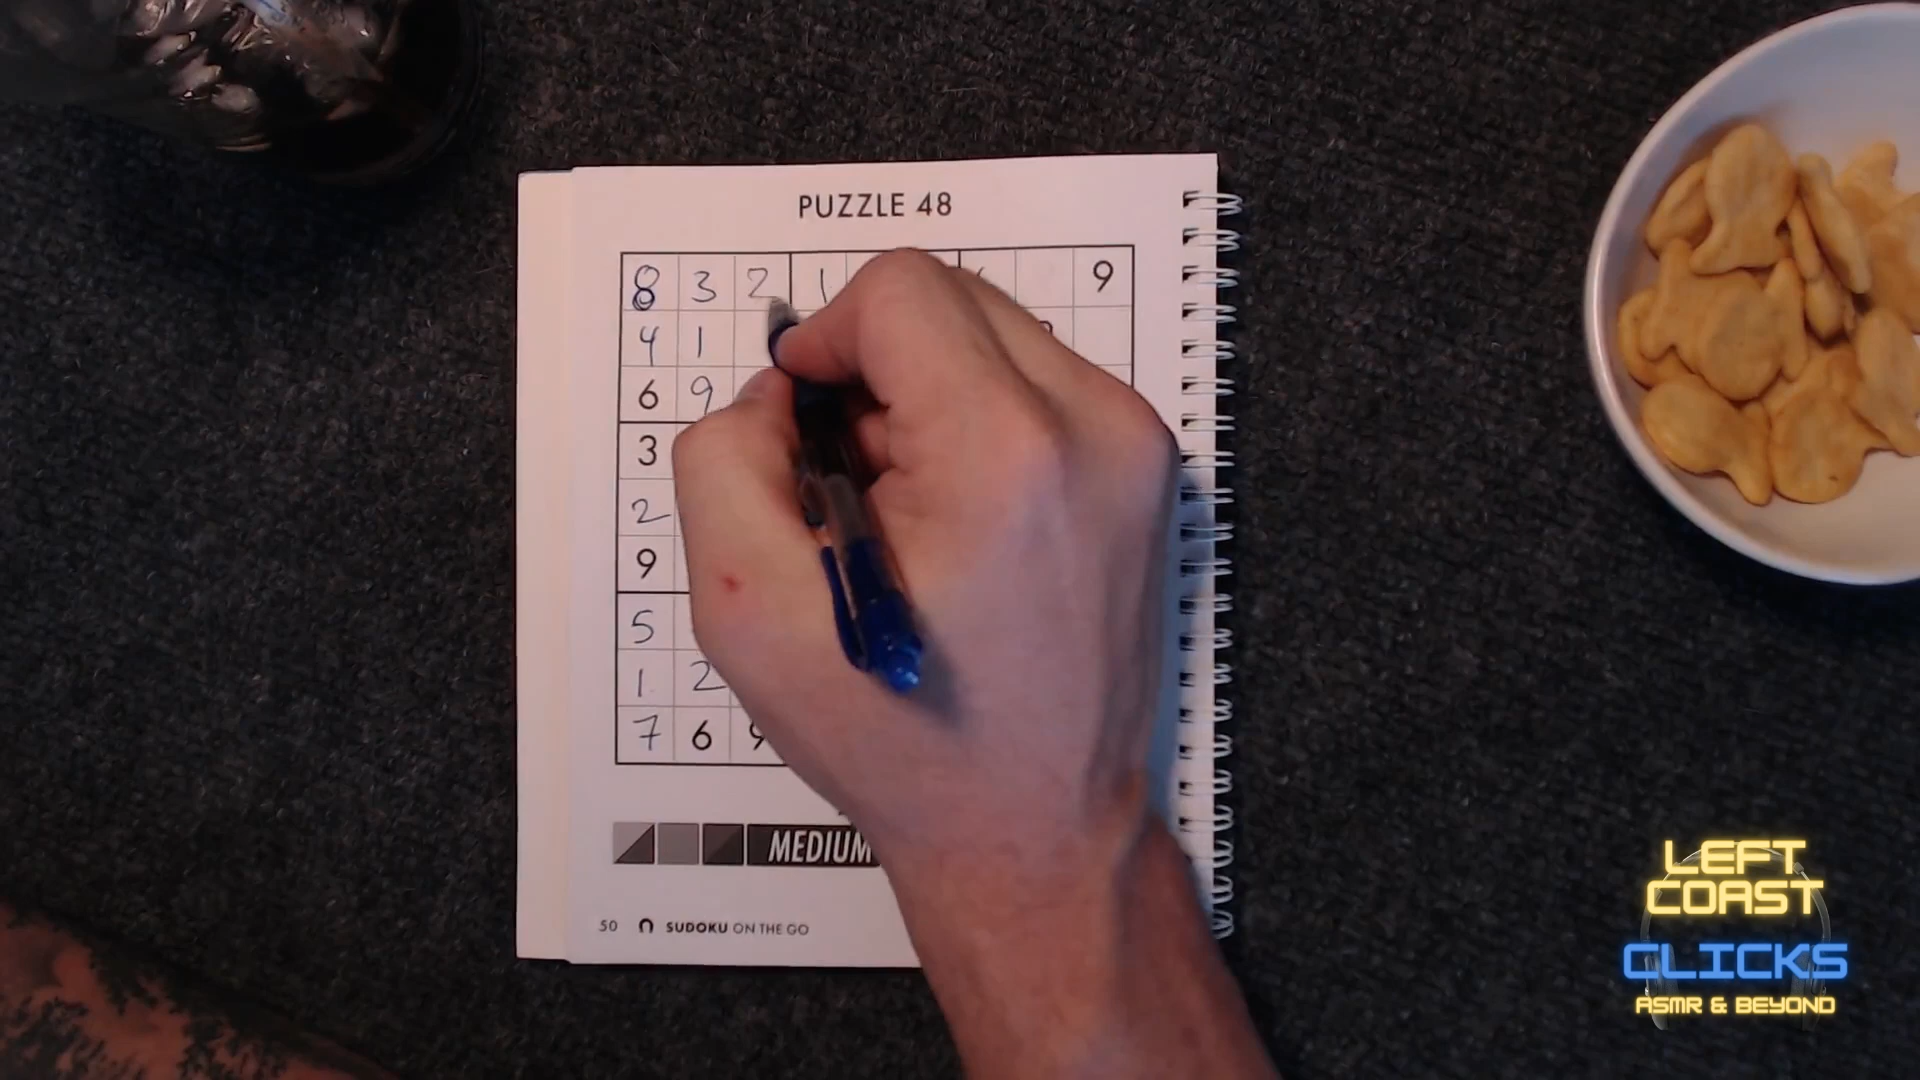 PUZZLE 48
8 3 2 1 9
4 1
6 9
3
2
9
5
1 2
7 6 9
MEDIUM
50 SUDOKU ON THE GO
LEFT
COAST
CLICKS
ASMR & BEYOND